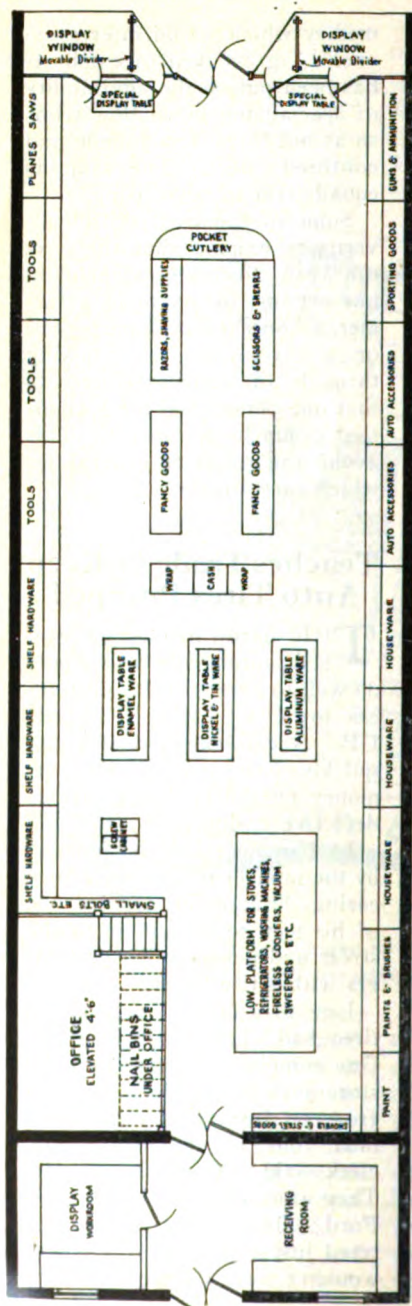 DISPLAY
WINDOW
Movable Divider
DISPLAY
WINDOW
Movable Divider
SPECIAL
DISPLAY TABLE
SPECIAL
DISPLAY TABLE
PLANES SAWS
TOOLS
TOOLS
TOOLS
SHELF HARDWARE
SHELF HARDWARE
SHELF HARDWARE
SMALL BOLTS ETC.
POCKET
CUTLERY
RAZORS, SHAVING SUPPLIES
SCISSORS & SHEARS
FANCY GOODS
FANCY GOODS
WRAP
CASH
WRAP
DISPLAY TABLE
ENAMEL WARE
DISPLAY TABLE
NICKEL & TIN WARE
DISPLAY TABLE
ALUMINUM WARE
SCREW
CABINET
GUNS & AMMUNITION
SPORTING GOODS
AUTO ACCESSORIES
AUTO ACCESSORIES
HOUSEWARE
HOUSEWARE
HOUSEWARE
PAINTS & BRUSHES
PAINT
LOW PLATFORM FOR STOVES,
REFRIGERATORS, WASHING MACHINE,
FIRELESS COOKERS, VACUUM
SWEEPERS ETC.
OFFICE
ELEVATED 4'-6"
NAIL BINS
UNDER OFFICE
SHOVELS & STEEL GOODS
DISPLAY
WORKROOM
RECEIVING
ROOM